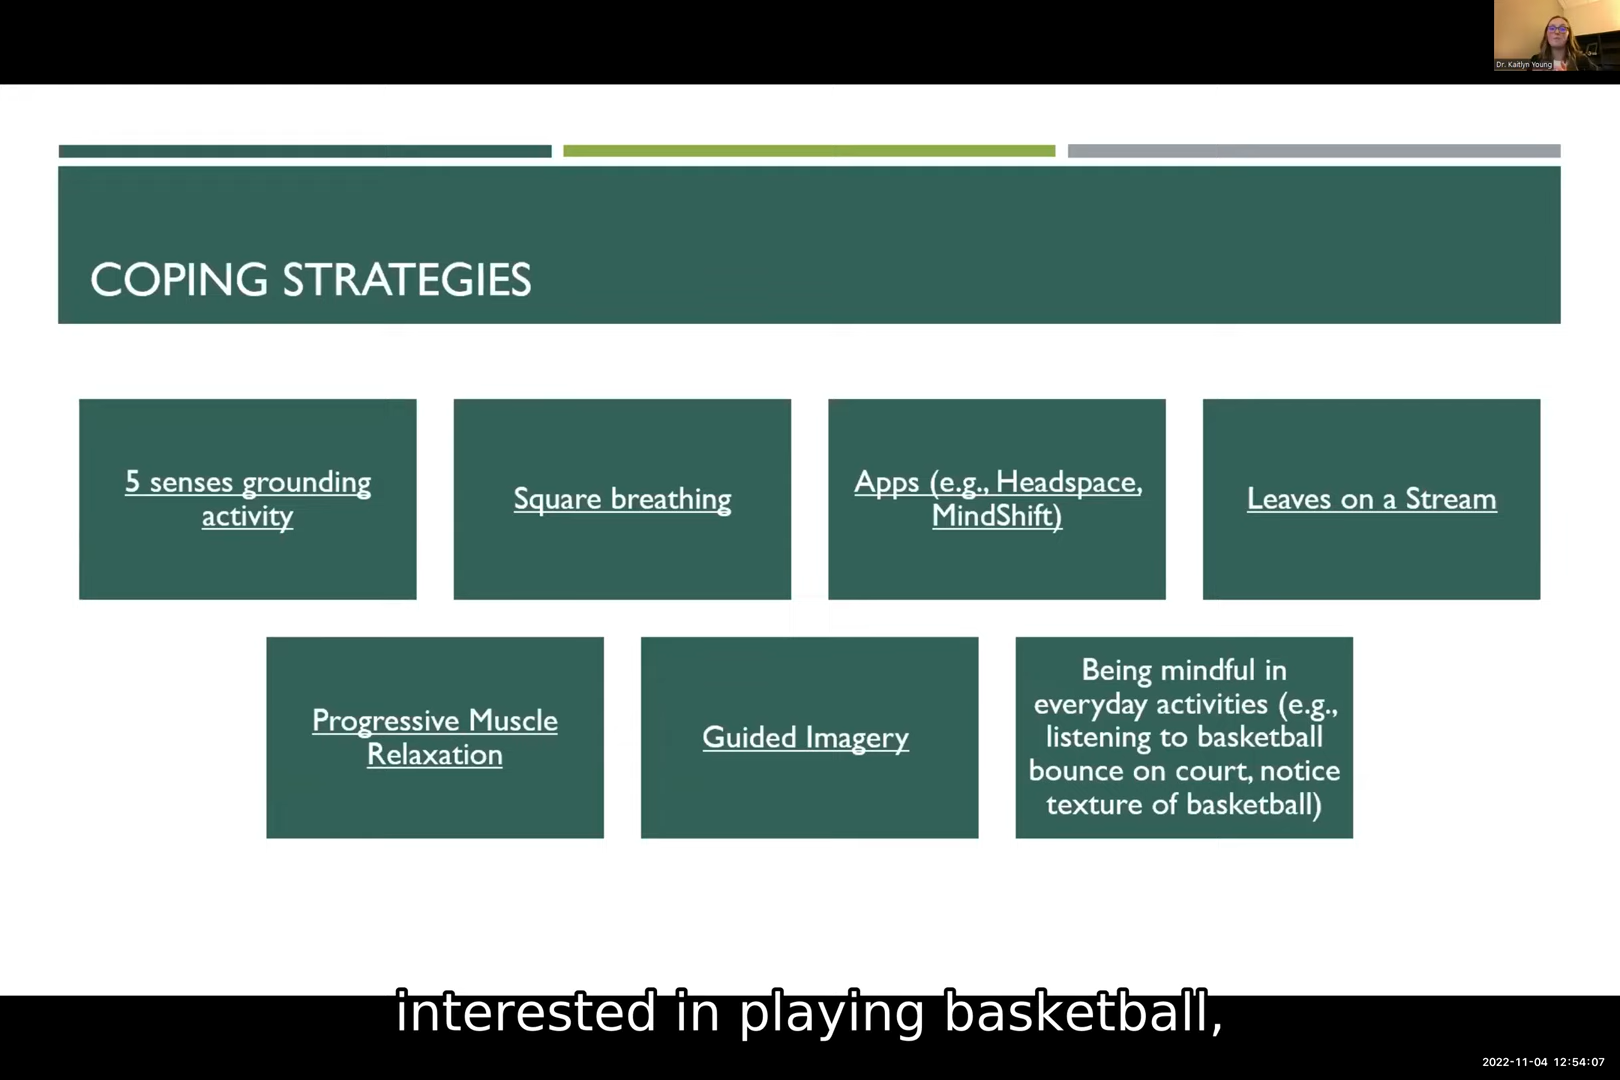 Dr. Kaitlyn Young
COPING STRATEGIES
5 senses grounding
activity
Square breathing
Apps (e.g., Headspace,
MindShift)
Leaves on a Stream
Progressive Muscle
Relaxation
Guided Imagery
Being mindful in
everyday activities (e.g.,
listening to basketball
bounce on court, notice
texture of basketball)
interested in playing basketball,
2022-11-04 12:54:07